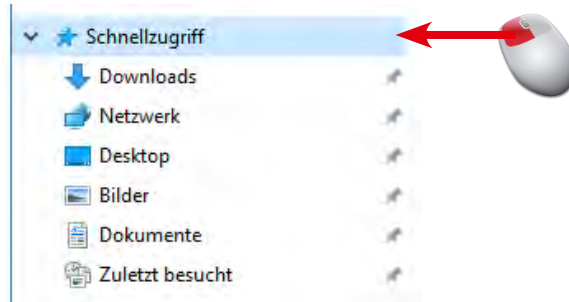 Schnellzugriff
Downloads
Netzwerk
Desktop
Bilder
Dokumente
Zuletzt besucht